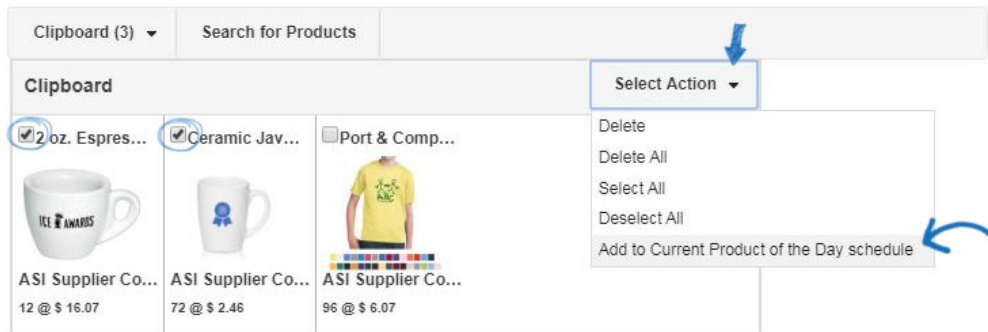 Clipboard (3)
Search for Products
Clipboard
Select Action
2 oz. Espres...
Ceramic Jav...
Port & Comp...
Delete
Delete All
Select All
Deselect All
Add to Current Product of the Day schedule
ICE AWARDS
ASI Supplier Co...
ASI Supplier Co...
ASI Supplier Co...
12 @ $ 16.07
72 @ $ 2.46
96 @ $ 6.07